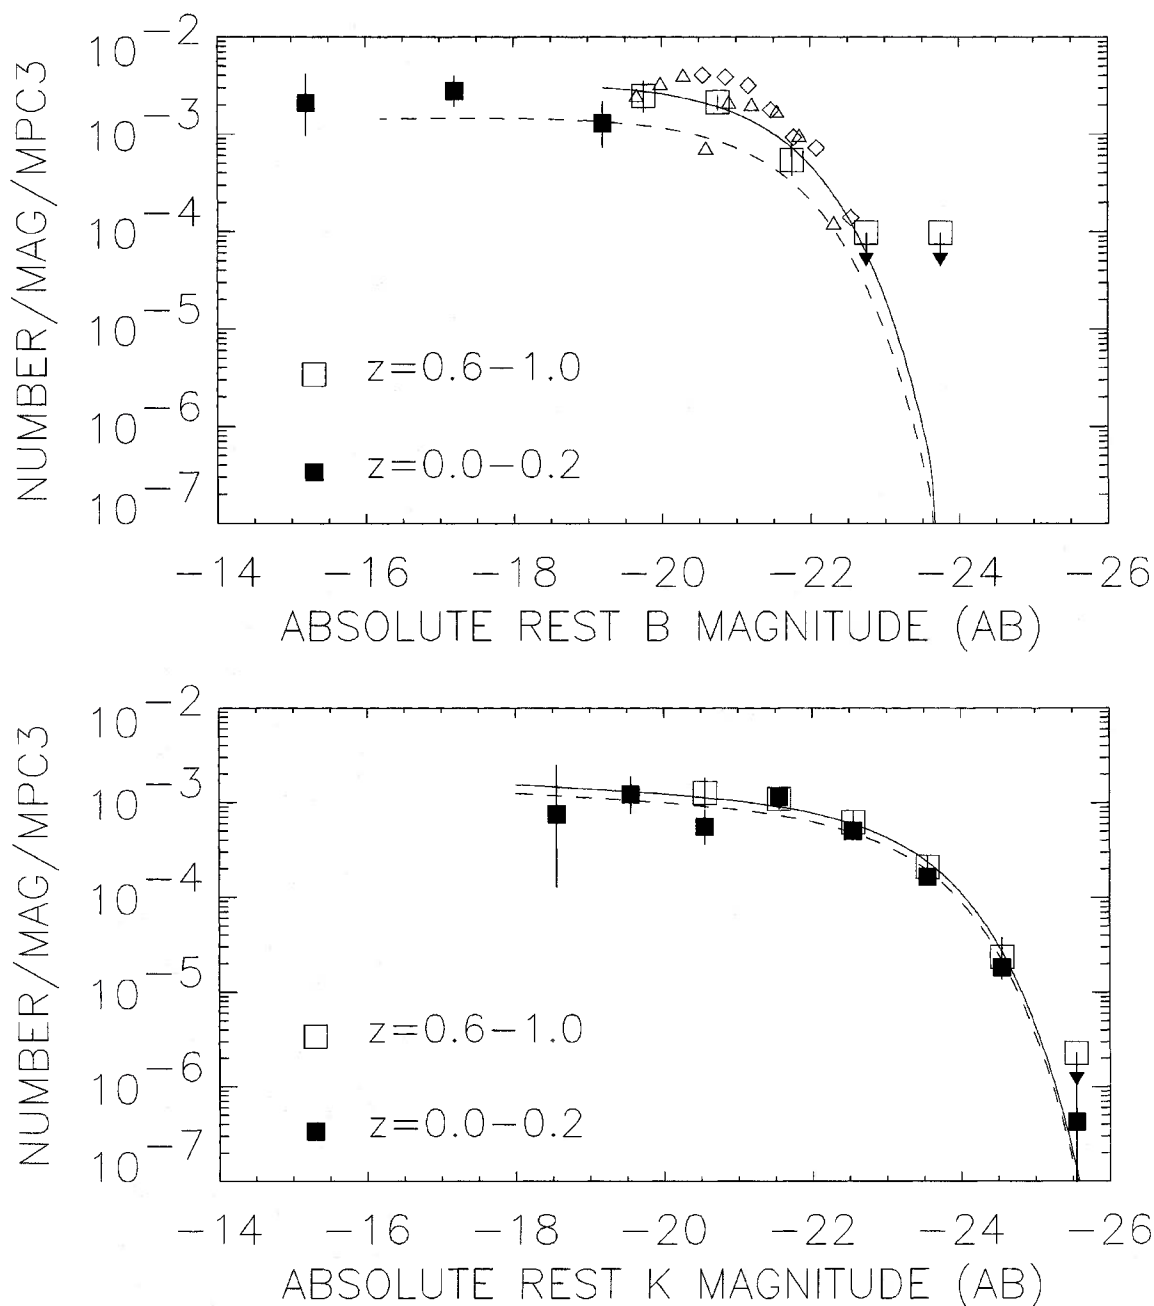 10−2
10−3
10−4
10−5
10−6
10−7
NUMBER/MAG/MPC3
z=0.6−1.0
z=0.0−0.2
−14 −16 −18 −20 −22 −24 −26
ABSOLUTE REST B MAGNITUDE (AB)
10−2
10−3
10−4
10−5
10−6
10−7
NUMBER/MAG/MPC3
z=0.6−1.0
z=0.0−0.2
−14 −16 −18 −20 −22 −24 −26
ABSOLUTE REST K MAGNITUDE (AB)